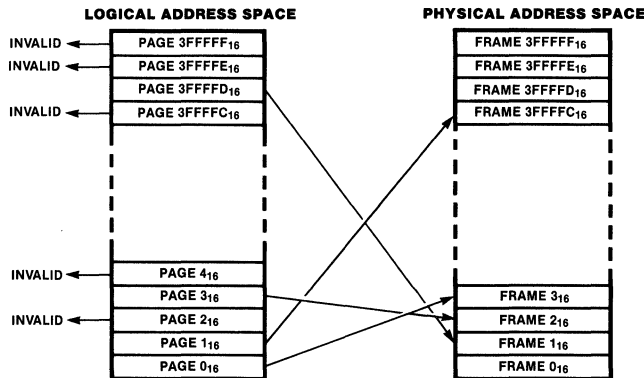 LOGICAL ADDRESS SPACE
PHYSICAL ADDRESS SPACE
INVALID
PAGE 3FFFFF₁₆
FRAME 3FFFFF₁₆
INVALID
PAGE 3FFFFE₁₆
FRAME 3FFFFE₁₆
PAGE 3FFFFD₁₆
FRAME 3FFFFD₁₆
INVALID
PAGE 3FFFFC₁₆
FRAME 3FFFFC₁₆
INVALID
PAGE 4₁₆
PAGE 3₁₆
FRAME 3₁₆
INVALID
PAGE 2₁₆
FRAME 2₁₆
PAGE 1₁₆
FRAME 1₁₆
PAGE 0₁₆
FRAME 0₁₆